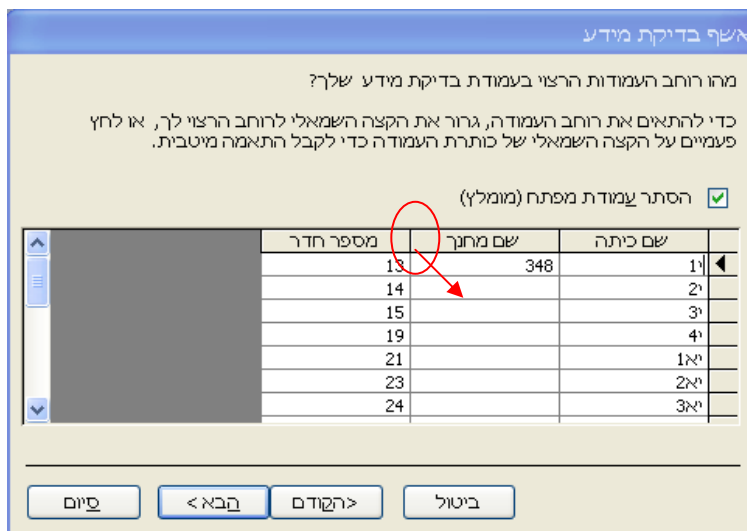 אשף בדיקת מידע
מהו רוחב העמודות הרצוי בעמודת בדיקת מידע שלך?
כדי להתאים את רוחב העמודה, גרור את הקצה השמאלי לרוחב הרצוי לך, או לחץ
פעמיים על הקצה השמאלי של כותרת העמודה כדי לקבל התאמה מיטבית.
הסתר עמודת מפתח (מומלץ)
שם כיתה שם מחנך מספר חדר
י1 348 13
י2 14
י3 15
י4 19
יא1 21
יא2 23
יא3 24
ביטול <הקודם הבא> סיום